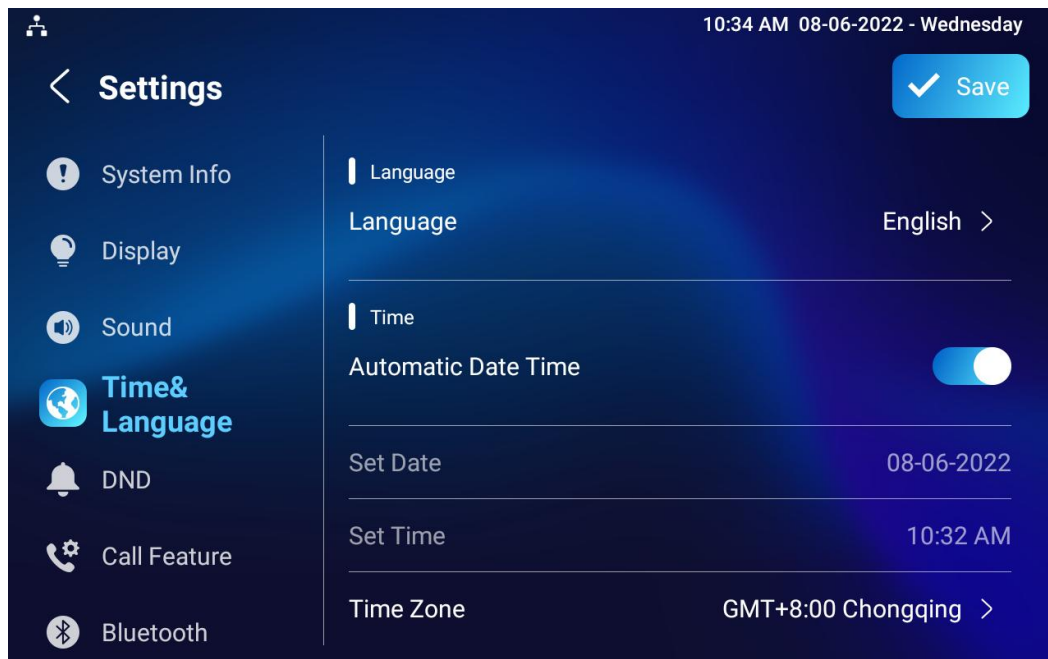 10:34 AM 08-06-2022 - Wednesday
Settings
Save
System Info
Display
Sound
Time&
Language
DND
Call Feature
Bluetooth
Language
Language English
Time
Automatic Date Time
Set Date 08-06-2022
Set Time 10:32 AM
Time Zone GMT+8:00 Chongqing